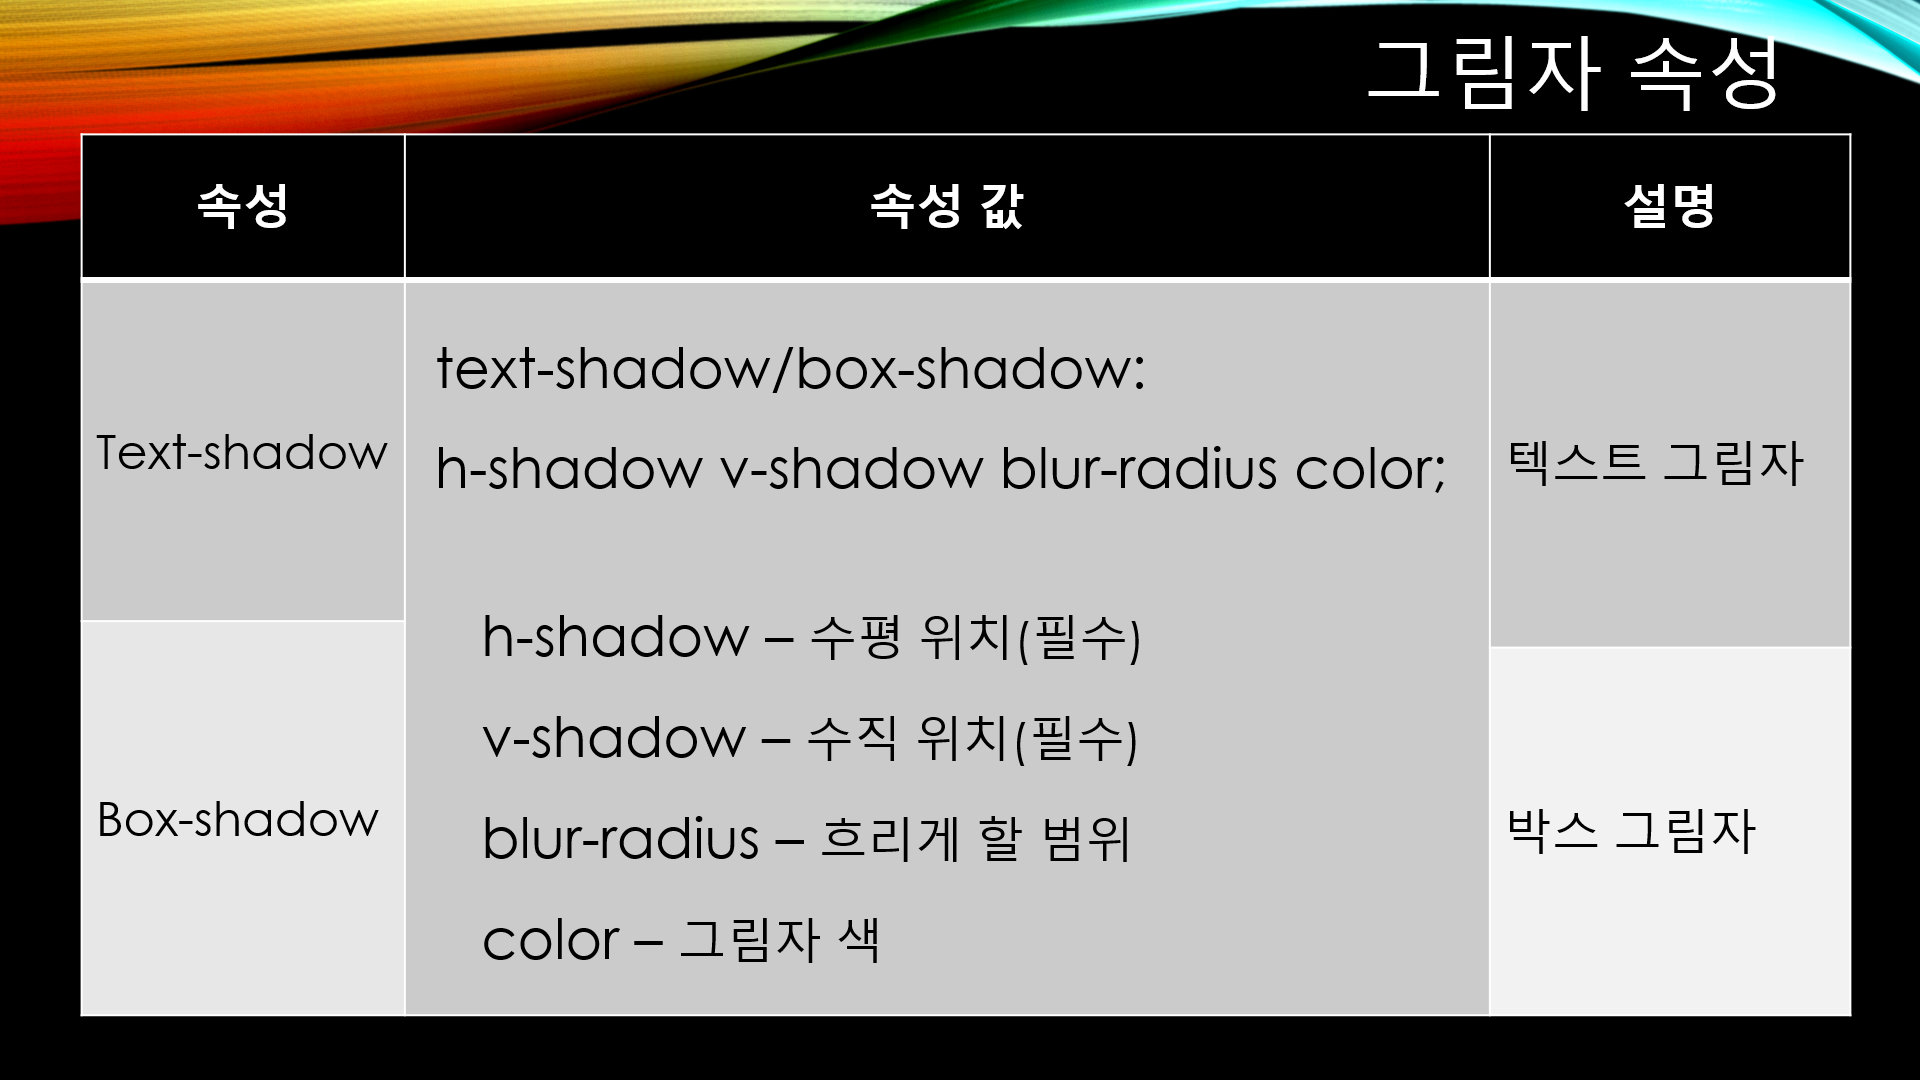 그림자 속성
속성
속성 값
설명
Text-shadow
text-shadow/box-shadow:
h-shadow v-shadow blur-radius color;
h-shadow – 수평 위치(필수)
v-shadow – 수직 위치(필수)
blur-radius – 흐리게 할 범위
color – 그림자 색
텍스트 그림자
Box-shadow
박스 그림자